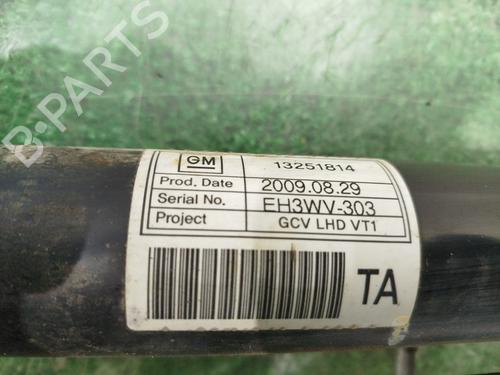 GM 13251814
Prod. Date 2009.08.29
Serial No. EH3WV-303
Project GCV LHD VT1
TA
B-PARTS